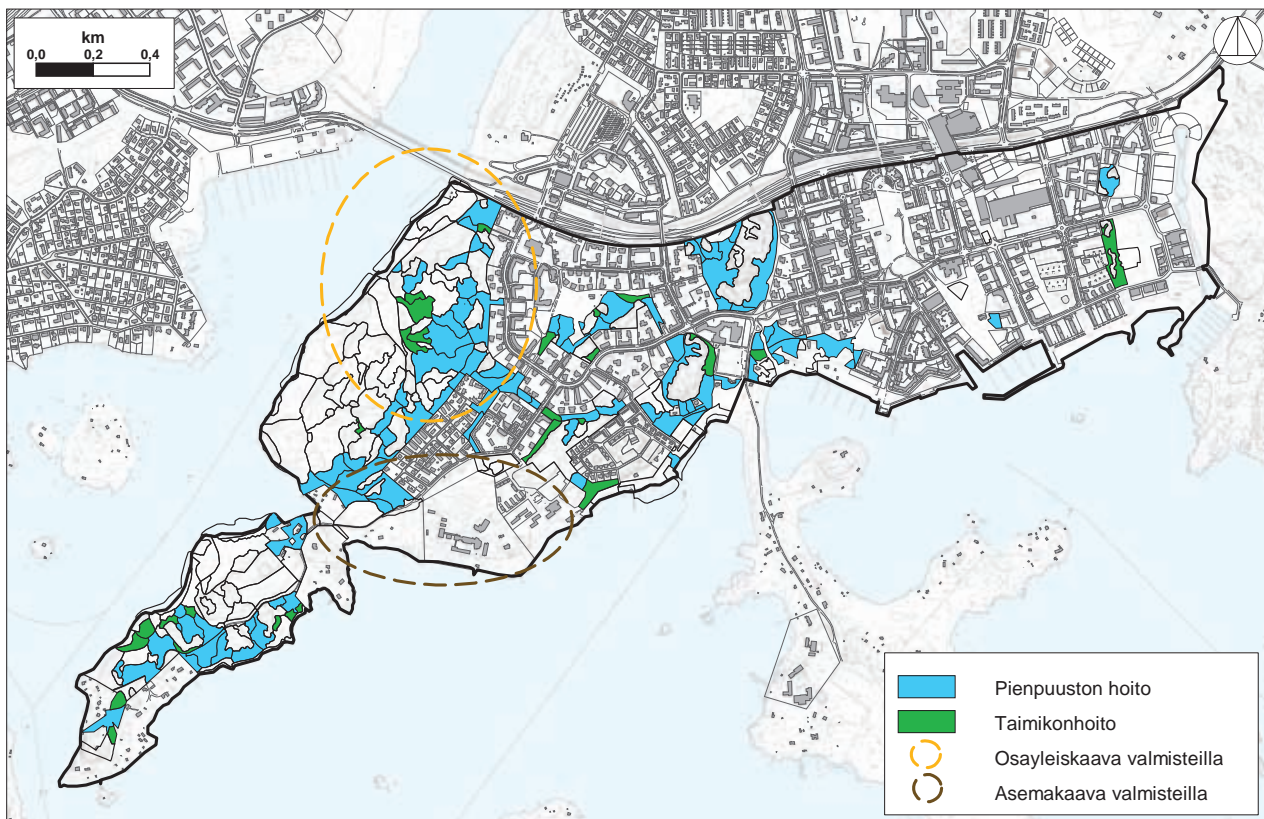 km
0,0 0,2 0,4
Pienpuuston hoito
Taimikonhoito
Osayleiskaava valmisteilla
Asemakaava valmisteilla